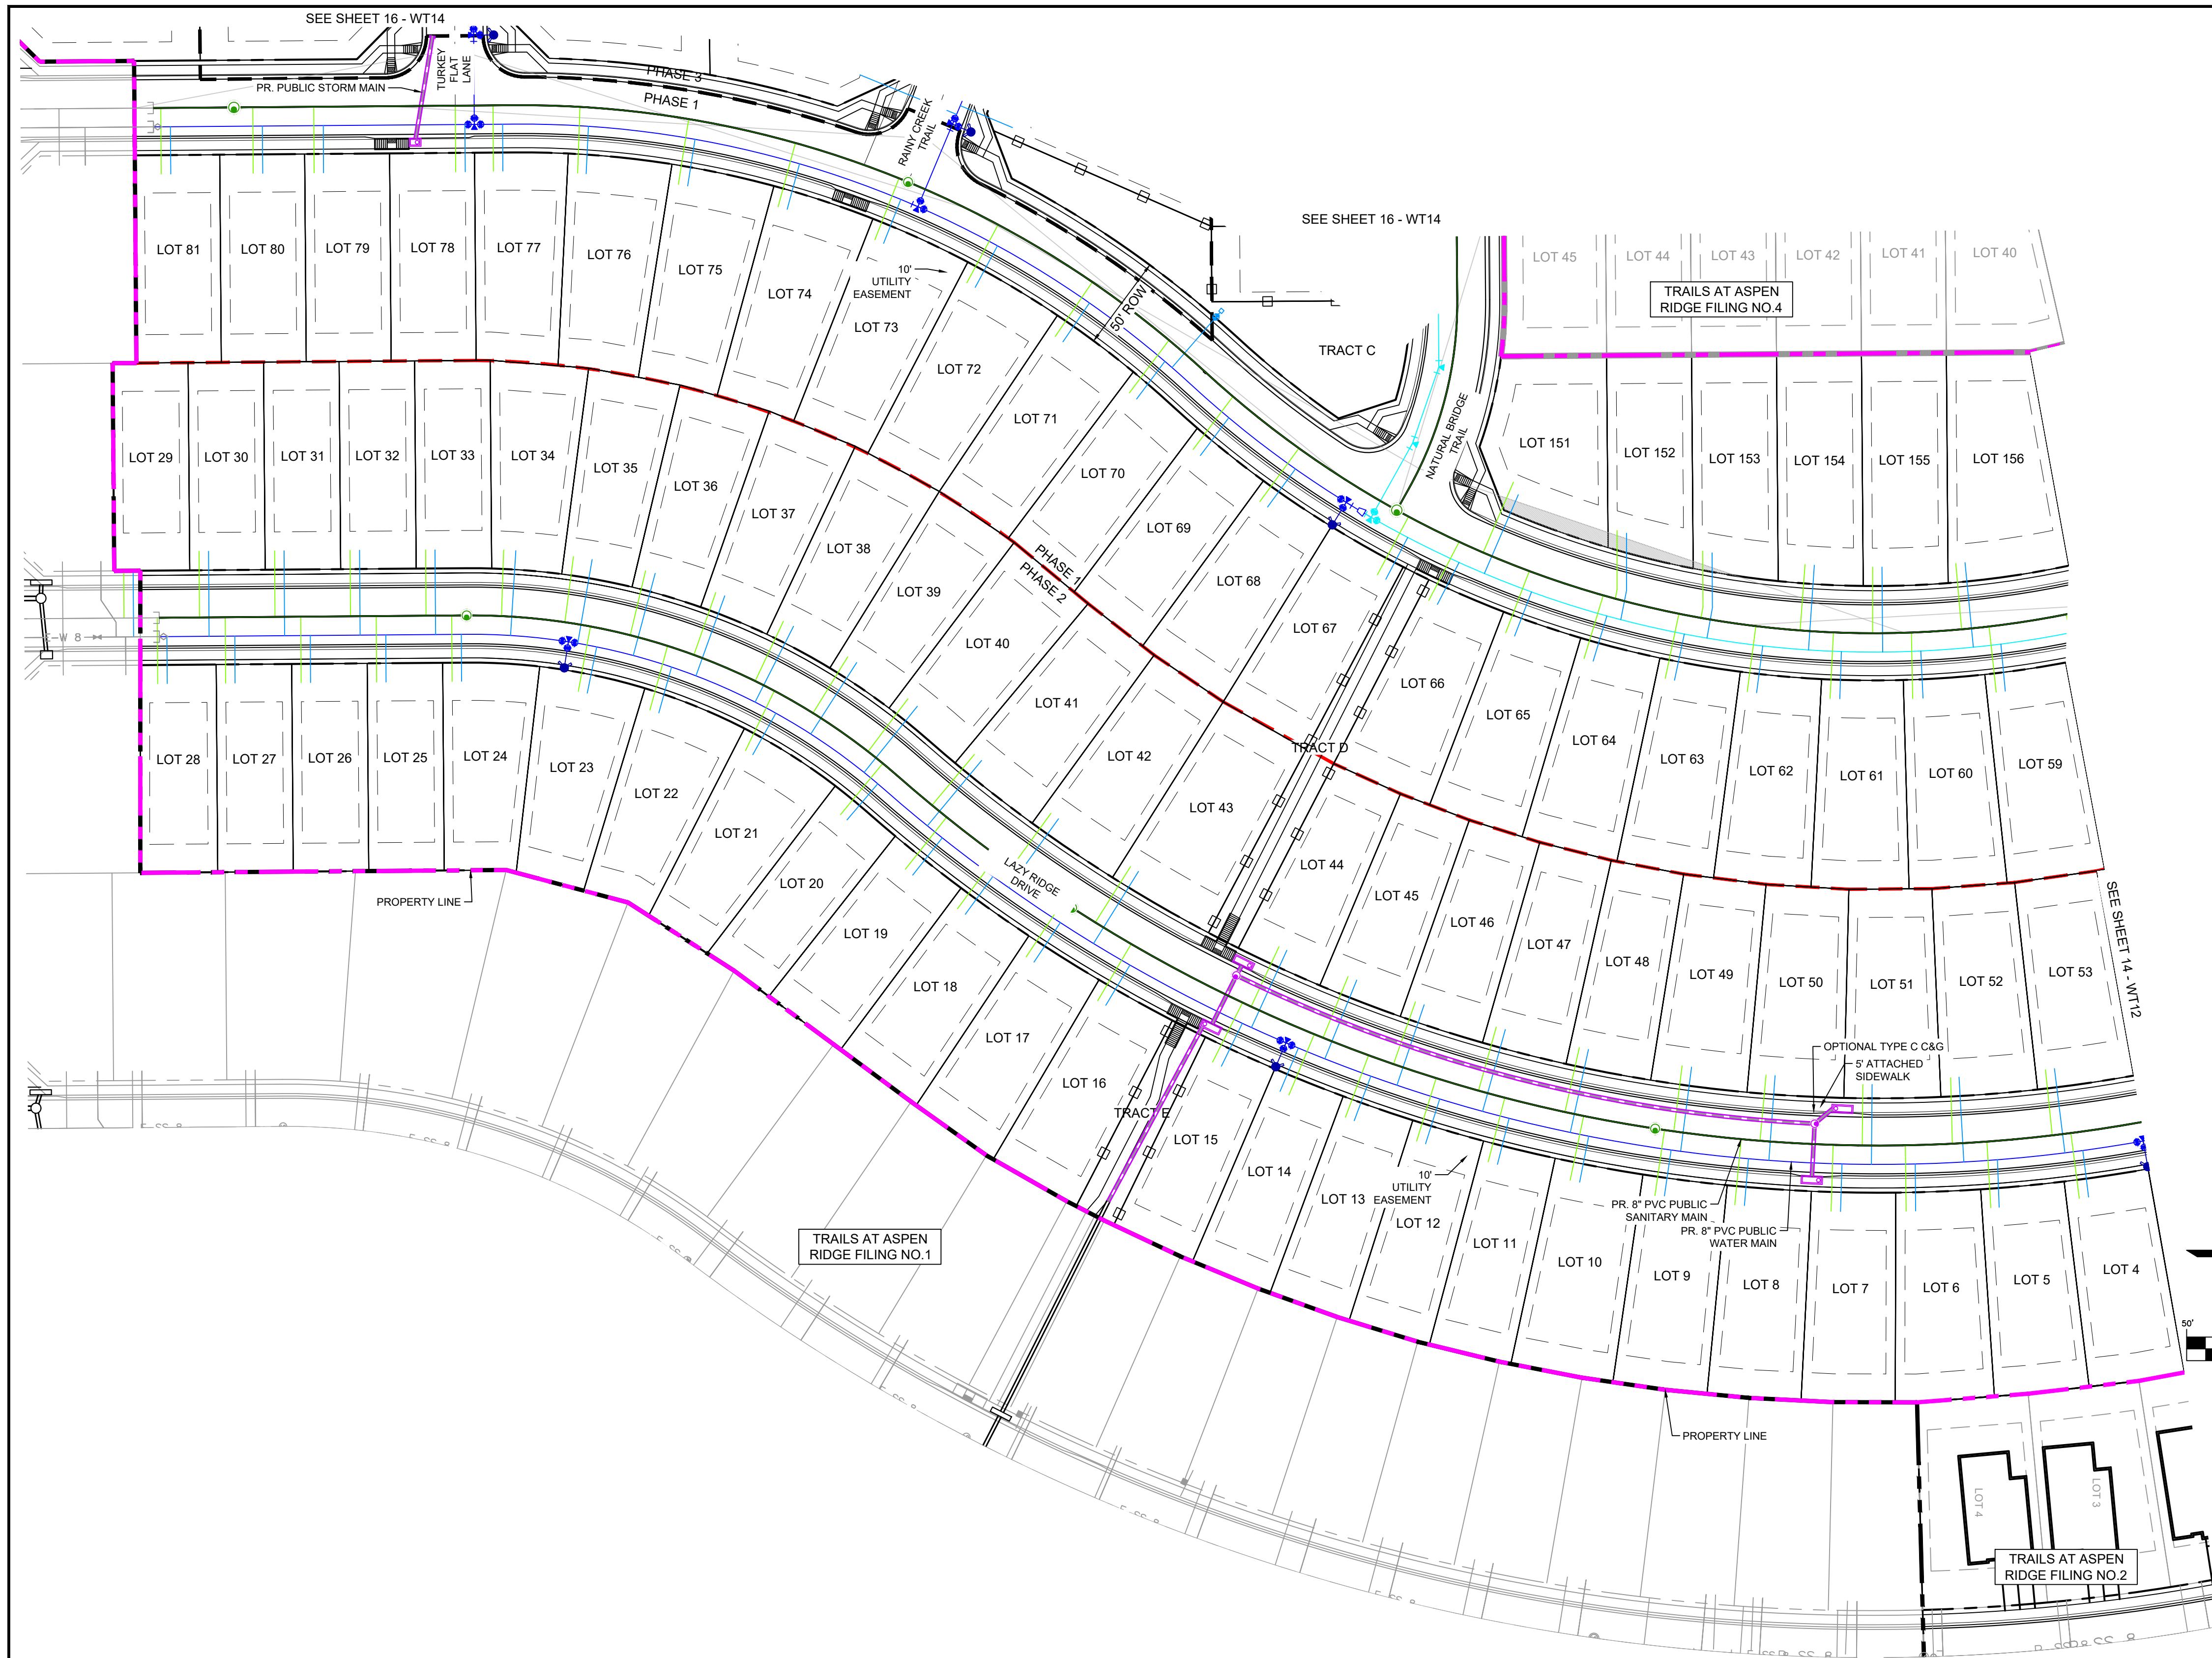 SEE SHEET 16 - WT14
TURKEY
FLAT
LANE
PR. PUBLIC STORM MAIN
PHASE 3
PHASE 1
RAINY CREEK
TRAIL
SEE SHEET 16 - WT14
50' ROW
TRACT C
NATURAL BRIDGE
TRAIL
LOT 45
LOT 44
LOT 43
LOT 42
LOT 41
LOT 40
TRAILS AT ASPEN
RIDGE FILING NO.4
LOT 81
LOT 80
LOT 79
LOT 78
LOT 77
LOT 76
LOT 75
LOT 74
LOT 73
10'
UTILITY
EASEMENT
LOT 72
LOT 71
LOT 70
LOT 69
LOT 68
LOT 67
LOT 66
LOT 65
LOT 64
LOT 63
LOT 62
LOT 61
LOT 60
LOT 59
LOT 151
LOT 152
LOT 153
LOT 154
LOT 155
LOT 156
LOT 29
LOT 30
LOT 31
LOT 32
LOT 33
LOT 34
LOT 35
LOT 36
LOT 37
LOT 38
LOT 39
LOT 40
LOT 41
LOT 42
LOT 43
PHASE 1
PHASE 2
TRACT D
LOT 44
LOT 45
LOT 46
LOT 47
LOT 48
LOT 49
LOT 50
LOT 51
LOT 52
LOT 53
SEE SHEET 14 - WT12
LOT 28
LOT 27
LOT 26
LOT 25
LOT 24
LOT 23
LOT 22
LOT 21
LOT 20
LOT 19
LOT 18
LOT 17
LOT 16
LAZY RIDGE
DRIVE
PROPERTY LINE
TRACT E
LOT 15
LOT 14
LOT 13
LOT 12
LOT 11
LOT 10
LOT 9
LOT 8
LOT 7
LOT 6
LOT 5
LOT 4
10'
UTILITY
EASEMENT
OPTIONAL TYPE C C&G
5' ATTACHED
SIDEWALK
PR. 8" PVC PUBLIC
SANITARY MAIN
PR. 8" PVC PUBLIC
WATER MAIN
50'
TRAILS AT ASPEN
RIDGE FILING NO.1
PROPERTY LINE
LOT 4
LOT 3
TRAILS AT ASPEN
RIDGE FILING NO.2